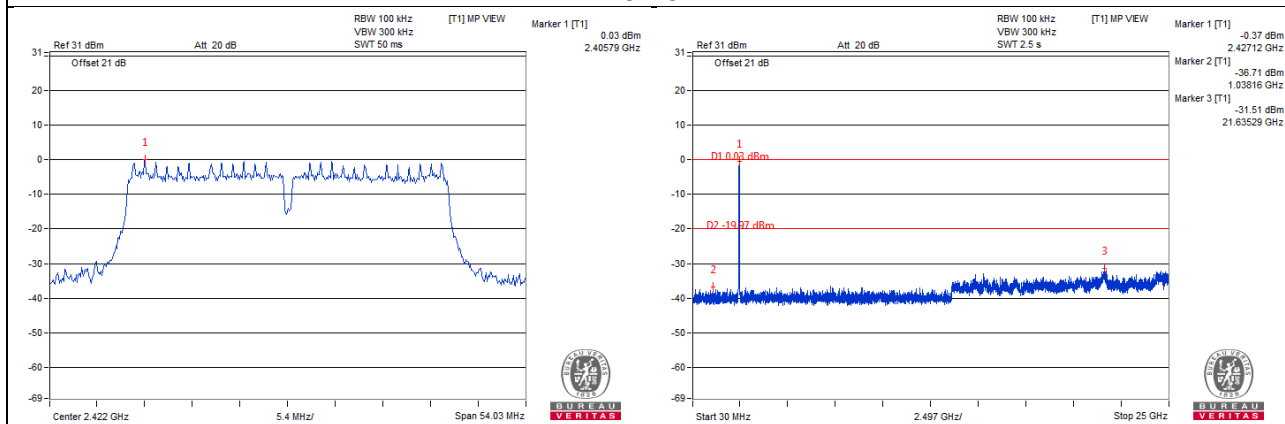 RBW 100 kHz [T1] MP VIEW
VBW 300 kHz
Ref 31 dBm Att 20 dB SWT 50 ms
Marker 1 [T1]
0.03 dBm
2.40579 GHz
31
Offset 21 dB
20
10
1
0
-10
-20
-30
-40
-50
-60
-69
Center 2.422 GHz 5.4 MHz/ Span 54.03 MHz
BUREAU VERITAS
1828
BUREAU
VERITAS
RBW 100 kHz [T1] MP VIEW
VBW 300 kHz
Ref 31 dBm Att 20 dB SWT 2.5 s
Marker 1 [T1]
-0.37 dBm
2.42712 GHz
Marker 2 [T1]
-36.71 dBm
1.03816 GHz
Marker 3 [T1]
-31.51 dBm
21.63529 GHz
31
Offset 21 dB
20
10
1
D1 0.03 dBm
0
-10
D2 -19.97 dBm
-20
3
2
-30
-40
-50
-60
-69
Start 30 MHz 2.497 GHz/ Stop 25 GHz
BUREAU VERITAS
1828
BUREAU
VERITAS